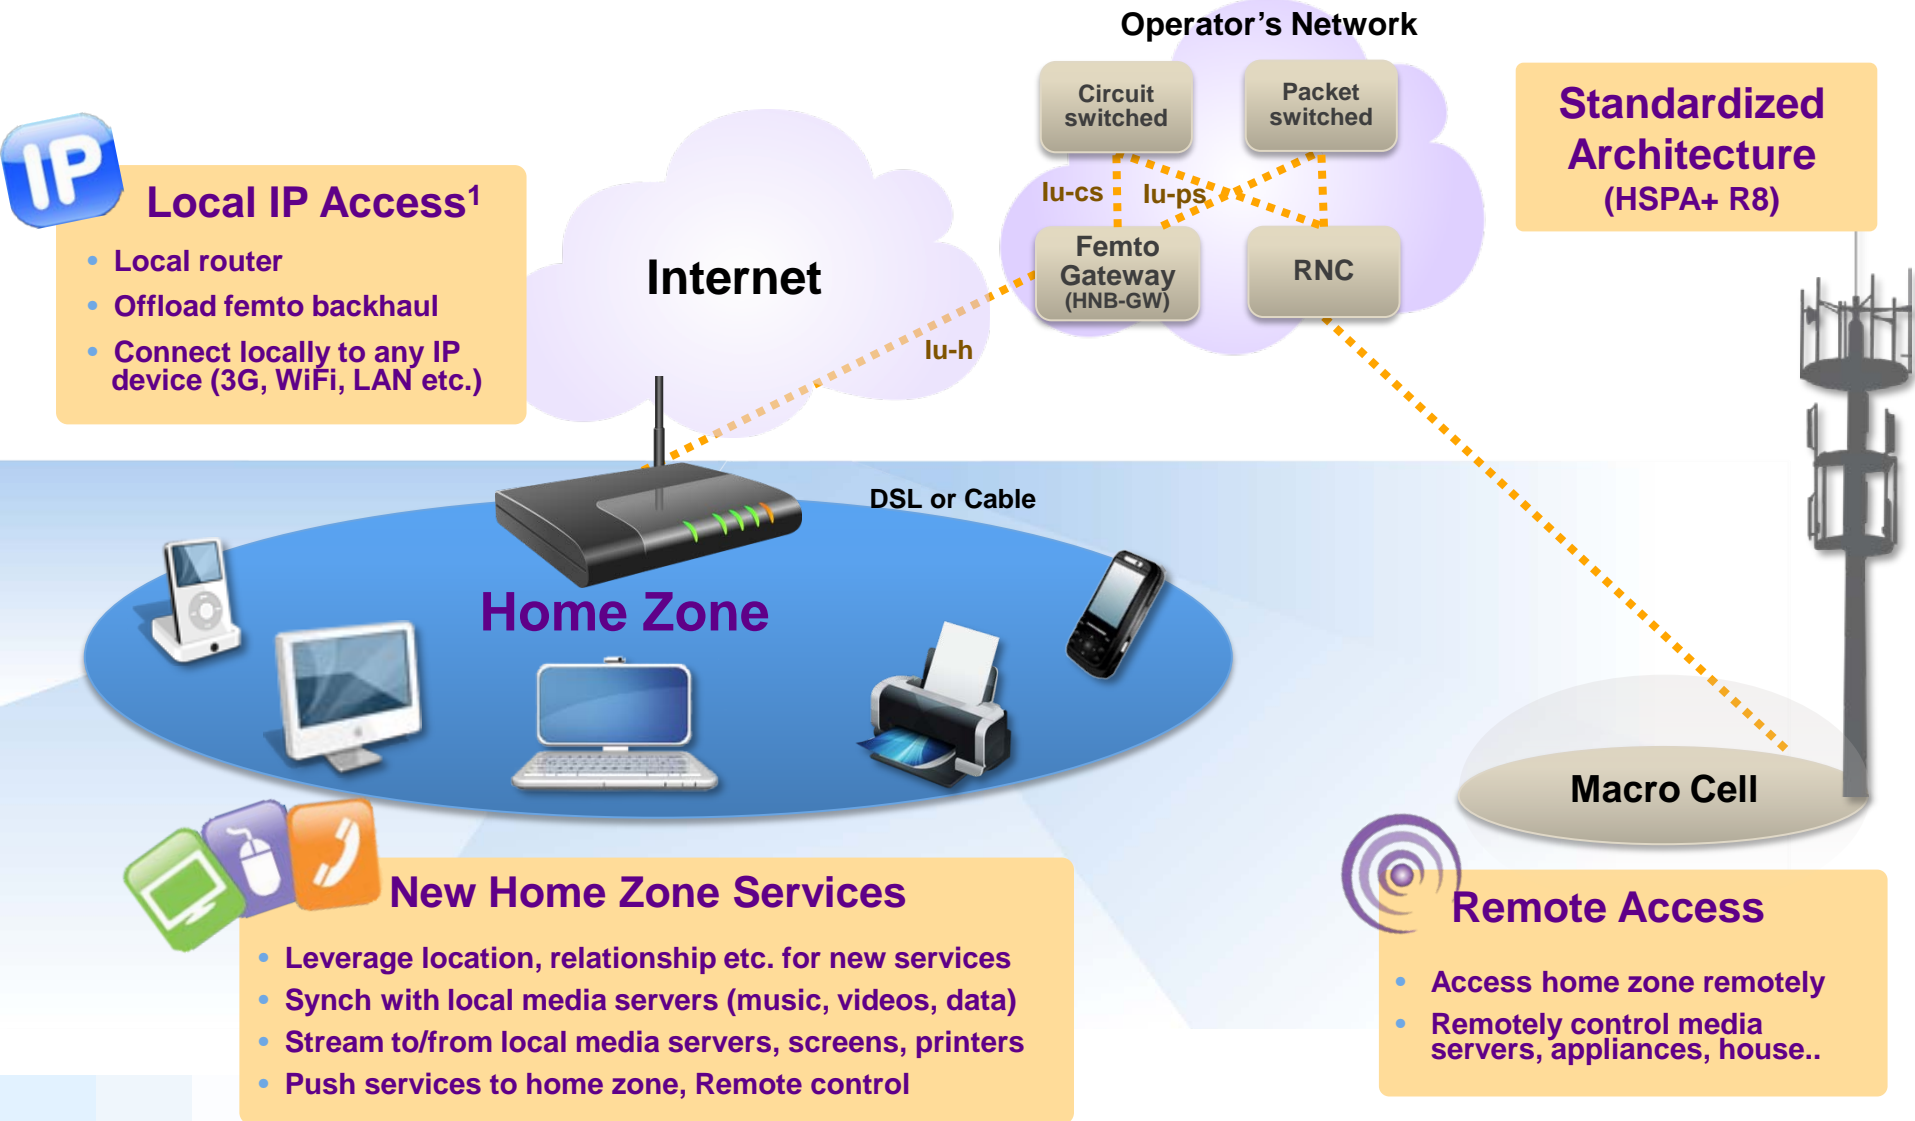 Operator's Network
Circuit
switched
Packet
switched
Standardized
Architecture
(HSPA+ R8)
IP
Local IP Access1
• Local router
• Offload femto backhaul
• Connect locally to any IP
device (3G, WiFi, LAN etc.)
Internet
Iu-cs
Iu-ps
Femto
Gateway
(HNB-GW)
RNC
Iu-h
DSL or Cable
Home Zone
Macro Cell
New Home Zone Services
• Leverage location, relationship etc. for new services
• Synch with local media servers (music, videos, data)
• Stream to/from local media servers, screens, printers
• Push services to home zone, Remote control
Remote Access
• Access home zone remotely
• Remotely control media
servers, appliances, house..